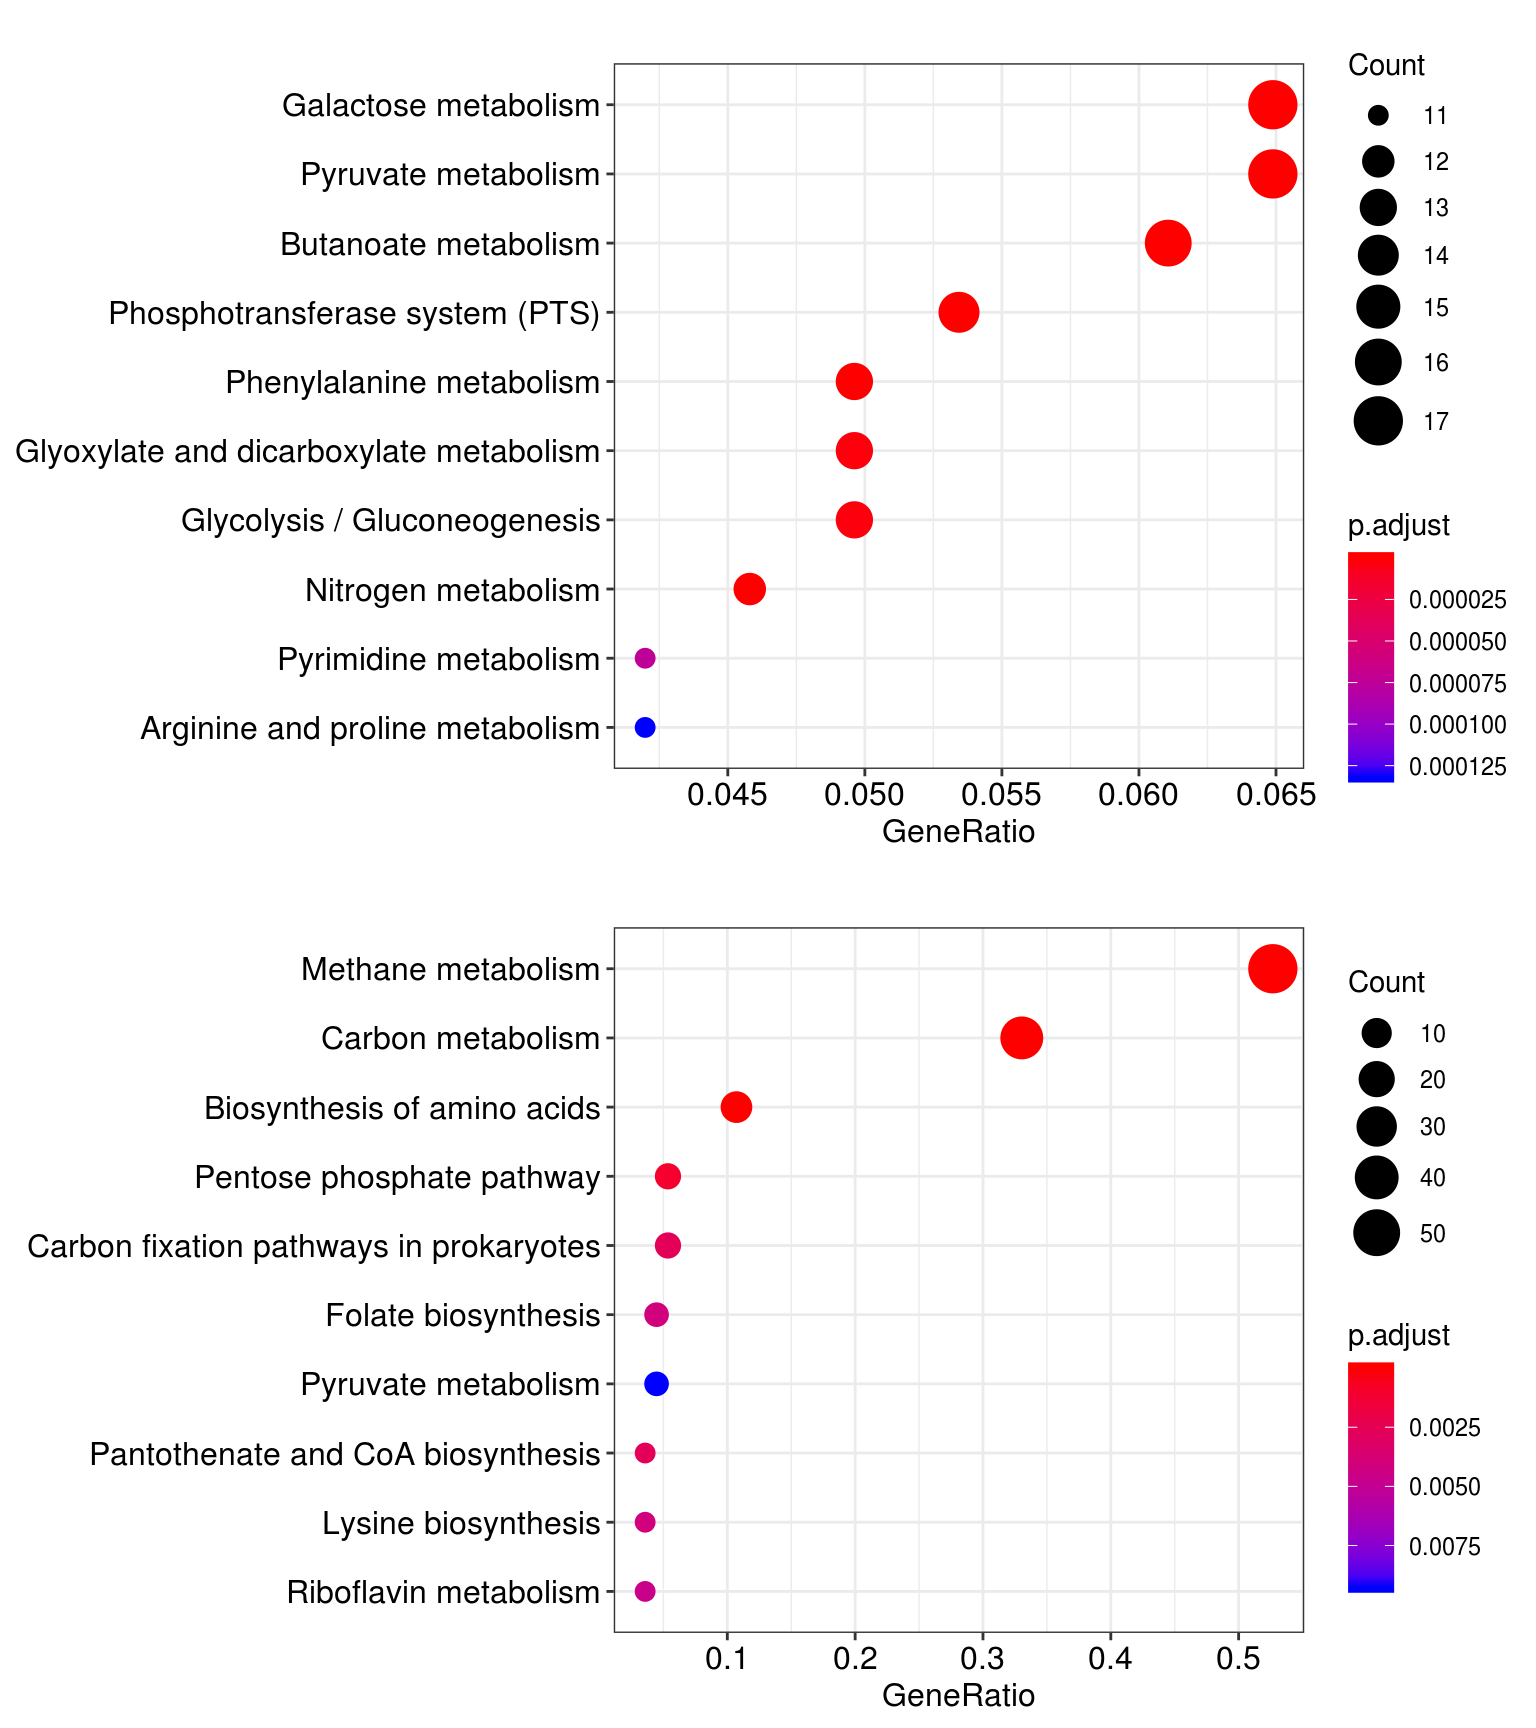 Galactose metabolism
Pyruvate metabolism
Butanoate metabolism
Phosphotransferase system (PTS)
Phenylalanine metabolism
Glyoxylate and dicarboxylate metabolism
Glycolysis / Gluconeogenesis
Nitrogen metabolism
Pyrimidine metabolism
Arginine and proline metabolism
0.045 0.050 0.055 0.060 0.065
GeneRatio
Count
11
12
13
14
15
16
17
p.adjust
0.000025
0.000050
0.000075
0.000100
0.000125
Methane metabolism
Carbon metabolism
Biosynthesis of amino acids
Pentose phosphate pathway
Carbon fixation pathways in prokaryotes
Folate biosynthesis
Pyruvate metabolism
Pantothenate and CoA biosynthesis
Lysine biosynthesis
Riboflavin metabolism
0.1 0.2 0.3 0.4 0.5
GeneRatio
Count
10
20
30
40
50
p.adjust
0.0025
0.0050
0.0075